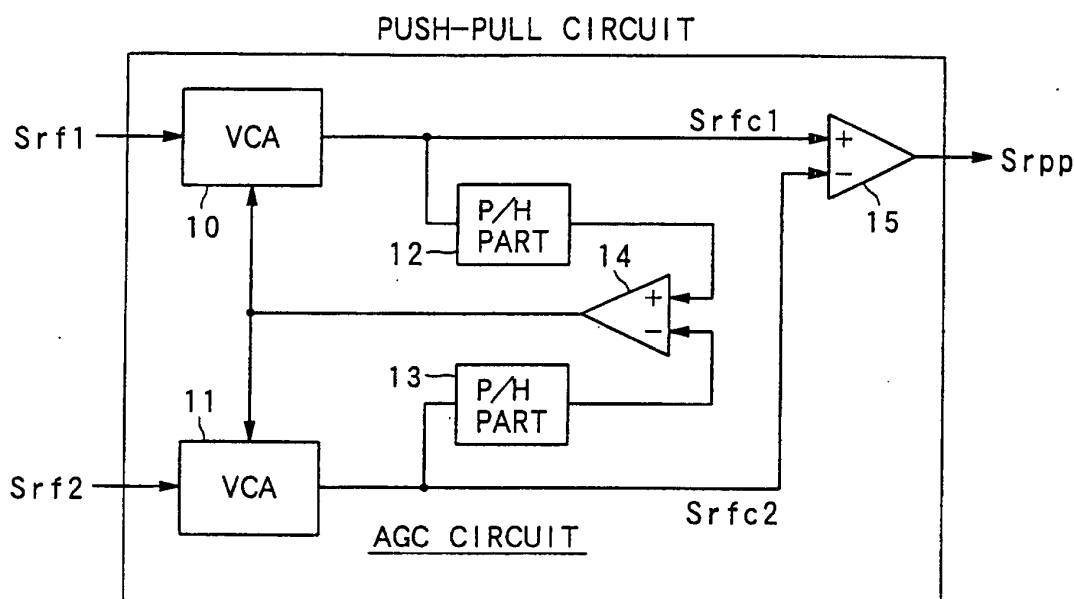 PUSH-PULL CIRCUIT
Srf1
VCA
10
Srfc1
+
−
15
Srpp
P/H
PART
12
14
+
−
13
P/H
PART
11
Srf2
VCA
Srfc2
AGC CIRCUIT